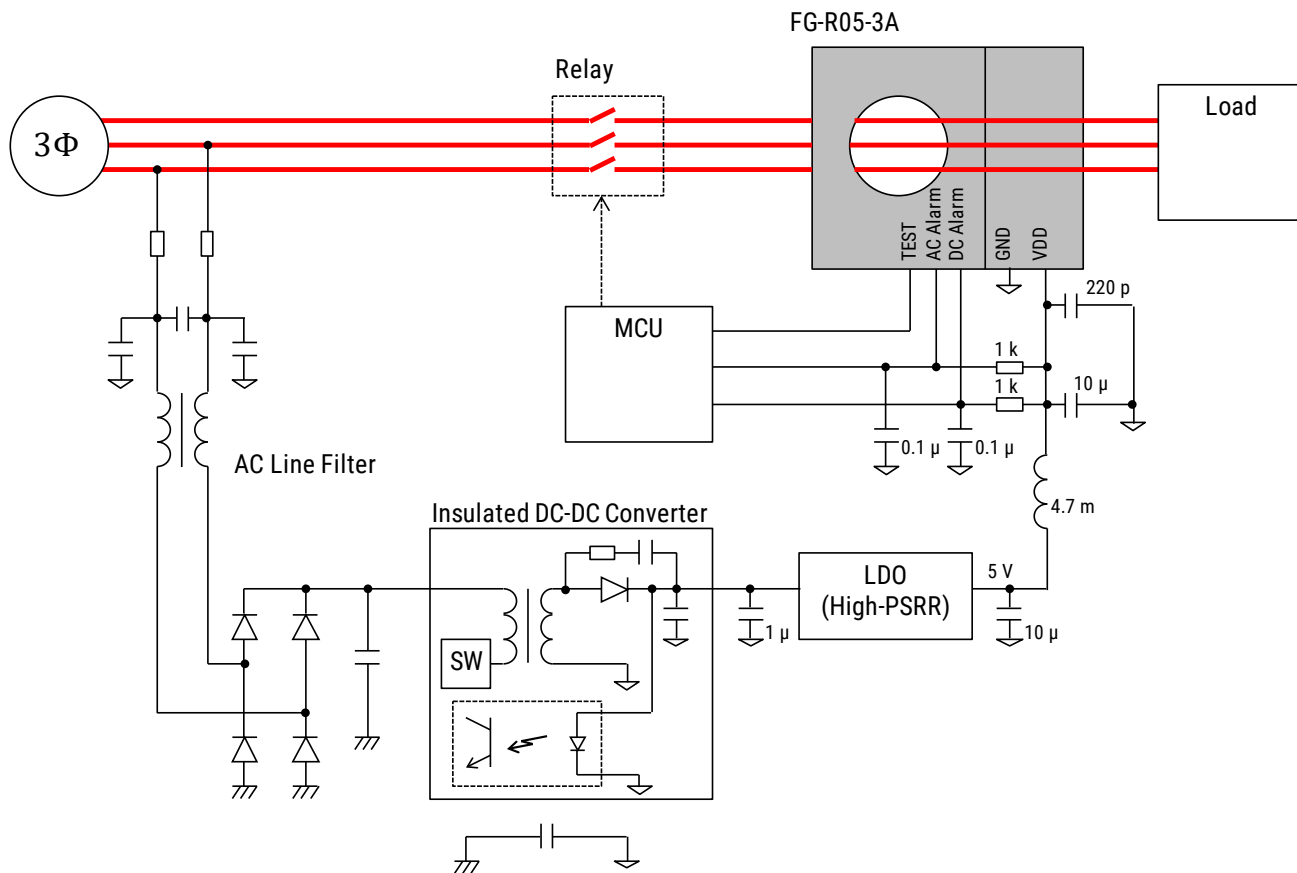 FG-R05-3A
Relay
Load
3Φ
TEST
AC Alarm
DC Alarm
GND
VDD
220 p
MCU
1 k
1 k
10 µ
0.1 µ
0.1 µ
AC Line Filter
4.7 m
Insulated DC-DC Converter
LDO
(High-PSRR)
5 V
1 µ
10 µ
SW